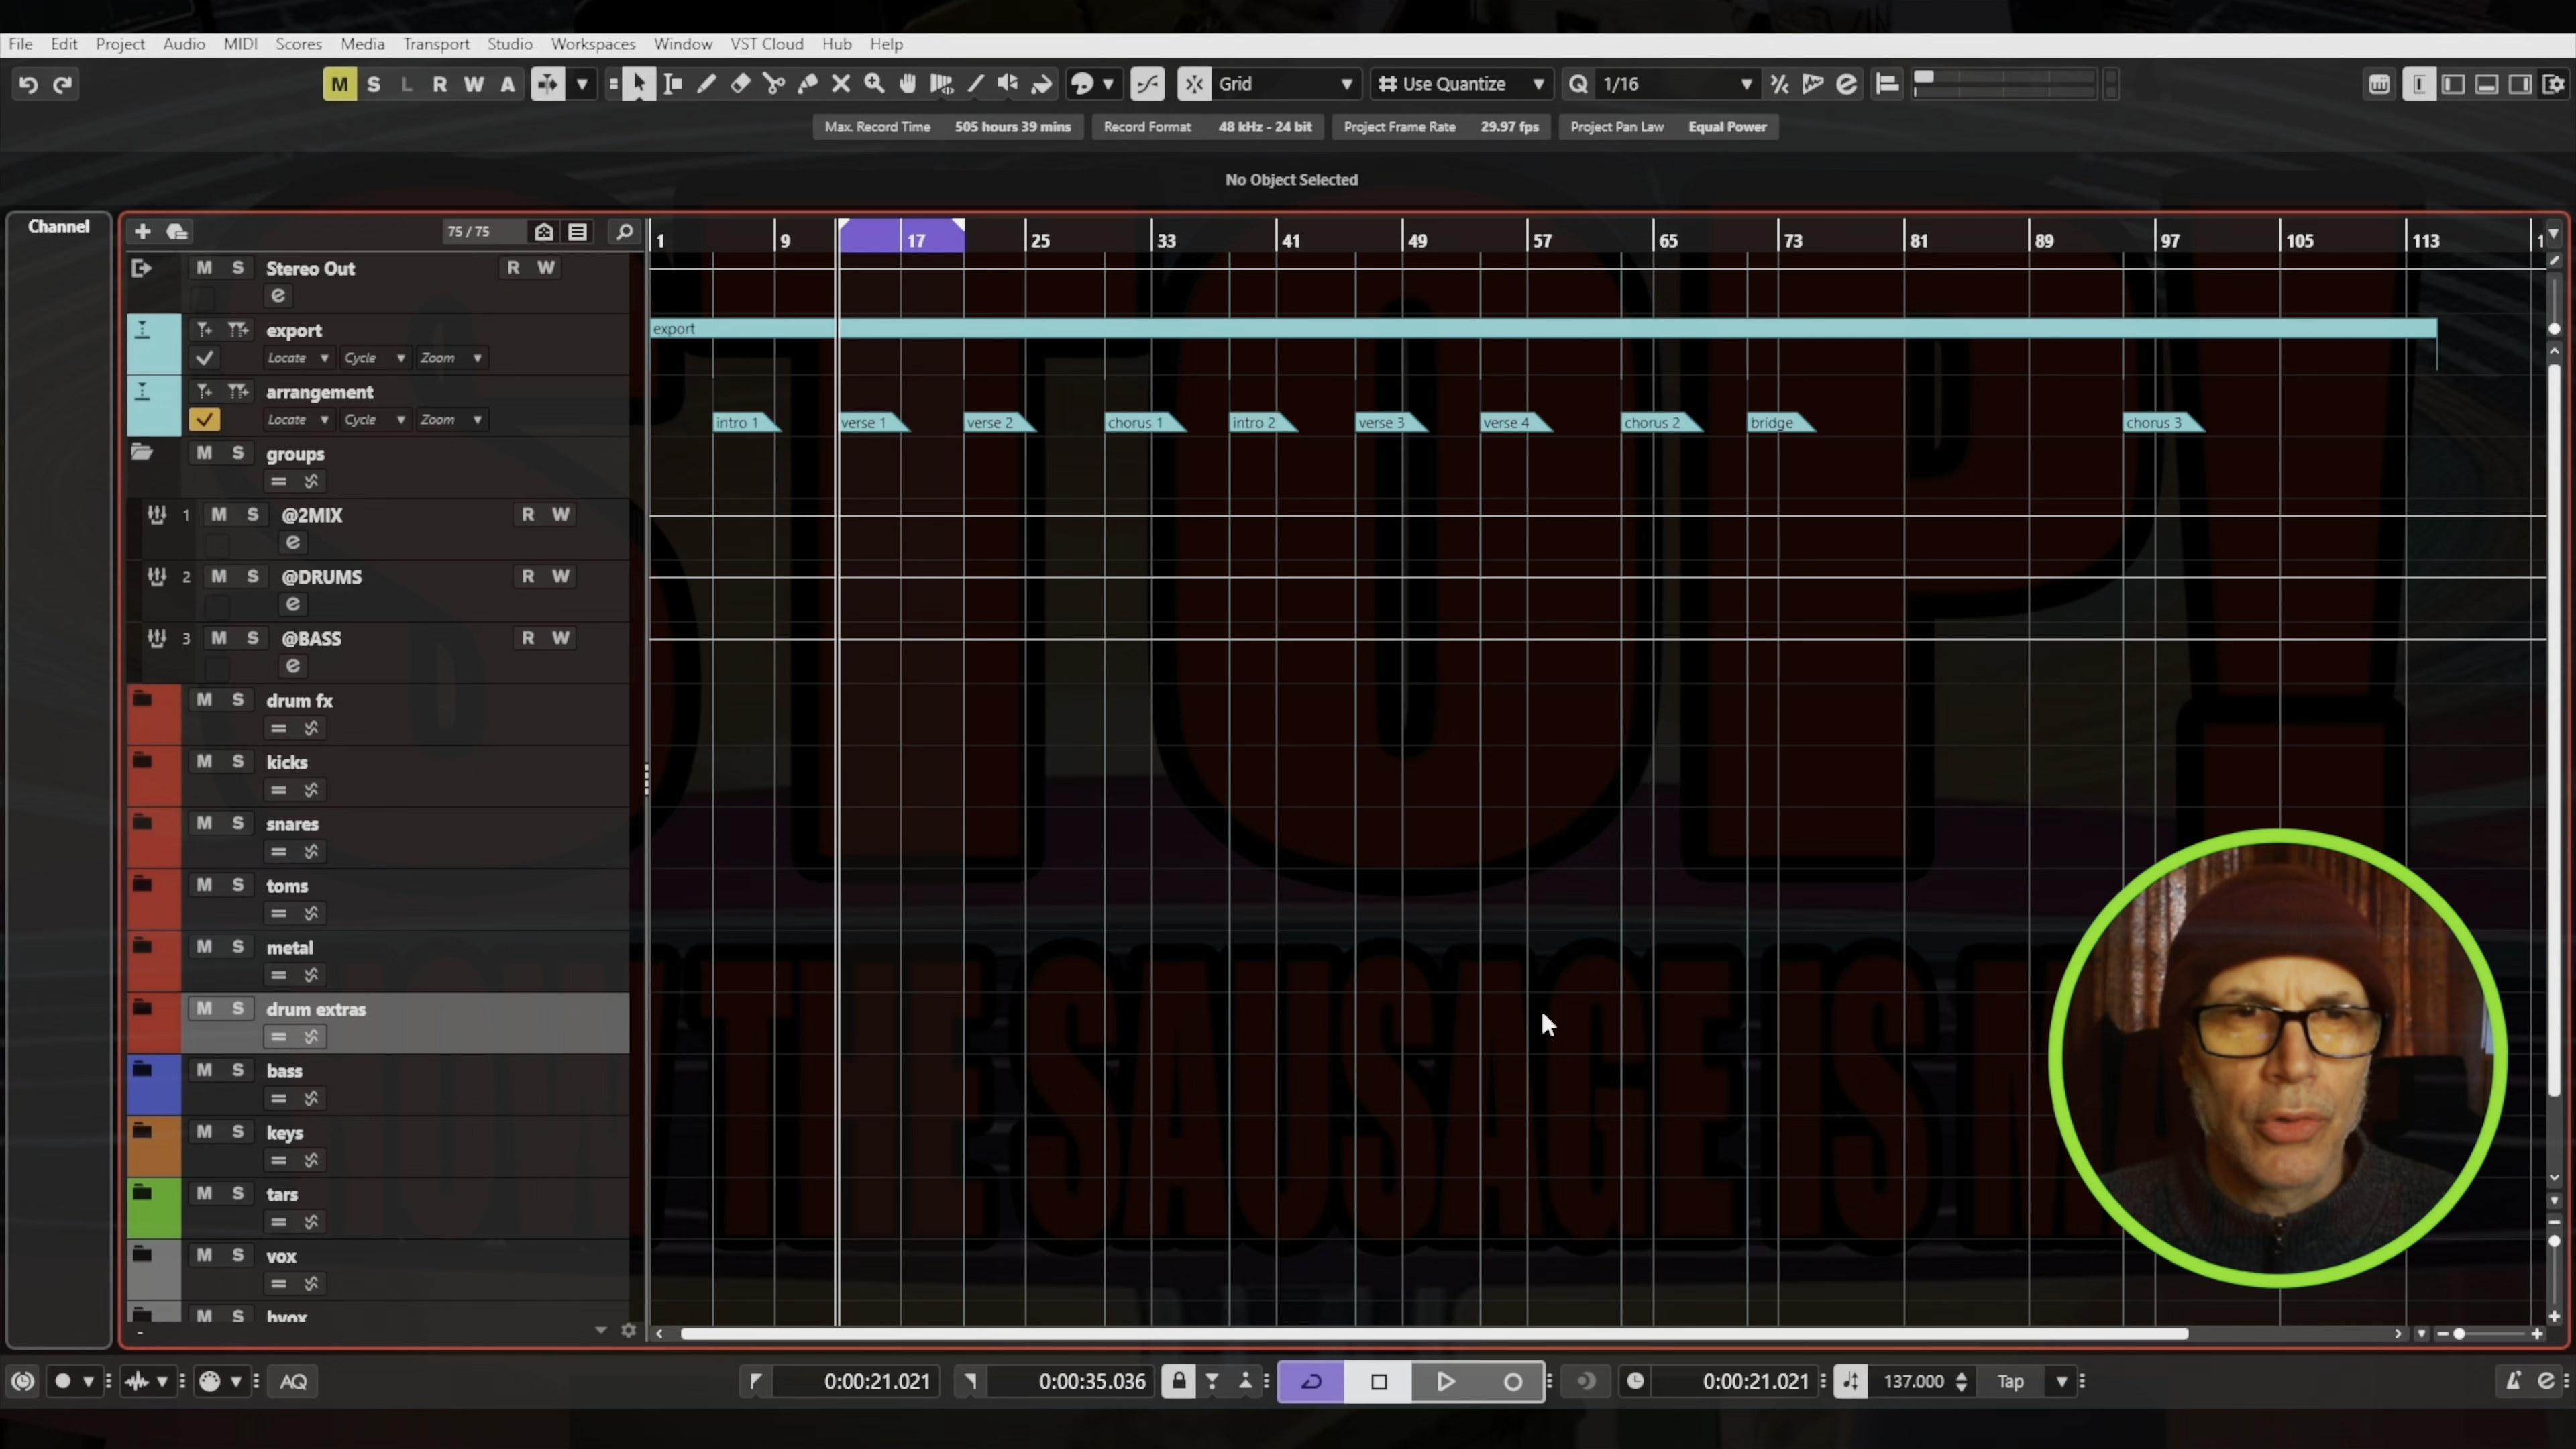 File Edit Project Audio MIDI Scores Media Transport Studio Workspaces Window VST Cloud Hub Help
M S L R W A Grid Use Quantize Q 1/16
Max. Record Time 505 hours 39 mins Record Format 48 kHz - 24 bit Project Frame Rate 29.97 fps Project Pan Law Equal Power
No Object Selected
Channel
75 / 75
1 9 17 25 33 41 49 57 65 73 81 89 97 105 113
M S Stereo Out R W
e
export
export
Locate Cycle Zoom
arrangement
Locate Cycle Zoom
intro 1 verse 1 verse 2 chorus 1 intro 2 verse 3 verse 4 chorus 2 bridge chorus 3
M S groups
1 M S @2MIX R W
e
2 M S @DRUMS R W
e
3 M S @BASS R W
e
M S drum fx
M S kicks
M S snares
M S toms
M S metal
M S drum extras
M S bass
M S keys
M S tars
M S vox
M S bvox
STOP!
HOW THE SAUSAGE IS
AQ 0:00:21.021 0:00:35.036 0:00:21.021 137.000 Tap